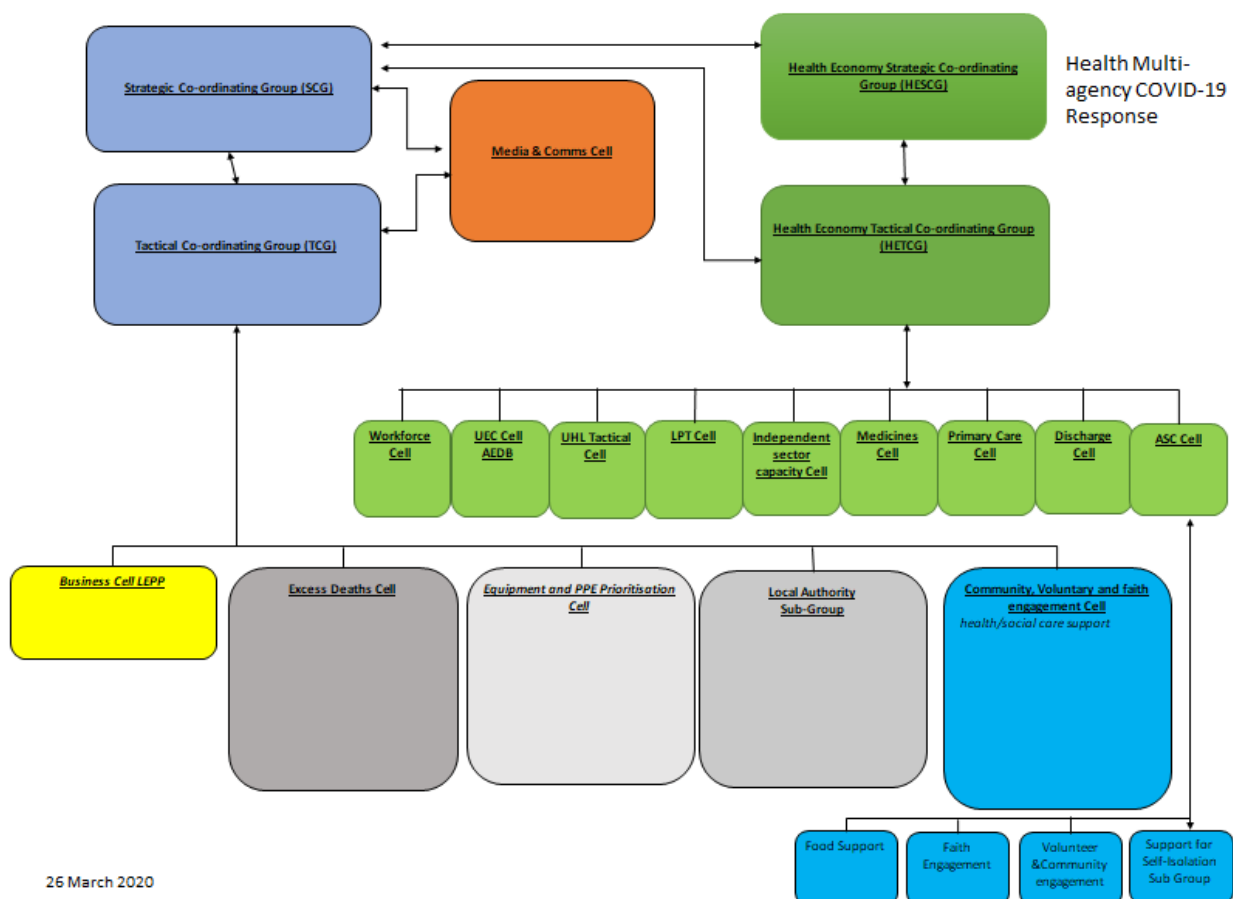 Strategic Co-ordinating Group (SCG)
Health Economy Strategic Co-ordinating
Group (HESCG)
Health Multi-
agency COVID-19
Response
Media & Comms Cell
Tactical Co-ordinating Group (TCG)
Health Economy Tactical Co-ordinating Group
(HETCG)
Workforce
Cell
UEC Cell
AEDB
UHL Tactical
Cell
LPT Cell
Independent
sector
capacity Cell
Medicines
Cell
Primary Care
Cell
Discharge
Cell
ASC Cell
Business Cell LEPP
Excess Deaths Cell
Equipment and PPE Prioritisation
Cell
Local Authority
Sub-Group
Community, Voluntary and faith
engagement Cell
health/social care support
Food Support
Faith
Engagement
Volunteer
&Community
engagement
Support for
Self-Isolation
Sub Group
26 March 2020